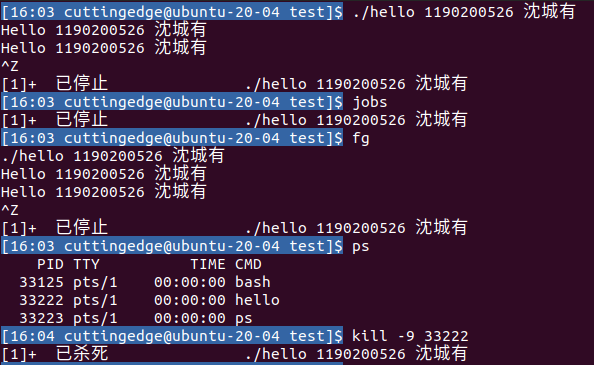 [16:03 cuttingedge@ubuntu-20-04 test]$ ./hello 1190200526 沈城有
Hello 1190200526 沈城有
Hello 1190200526 沈城有
^Z
[1]+  已停止               ./hello 1190200526 沈城有
[16:03 cuttingedge@ubuntu-20-04 test]$ jobs
[1]+  已停止               ./hello 1190200526 沈城有
[16:03 cuttingedge@ubuntu-20-04 test]$ fg
./hello 1190200526 沈城有
Hello 1190200526 沈城有
Hello 1190200526 沈城有
^Z
[1]+  已停止               ./hello 1190200526 沈城有
[16:03 cuttingedge@ubuntu-20-04 test]$ ps
    PID TTY          TIME CMD
  33125 pts/1    00:00:00 bash
  33222 pts/1    00:00:00 hello
  33223 pts/1    00:00:00 ps
[16:04 cuttingedge@ubuntu-20-04 test]$ kill -9 33222
[1]+  已杀死               ./hello 1190200526 沈城有